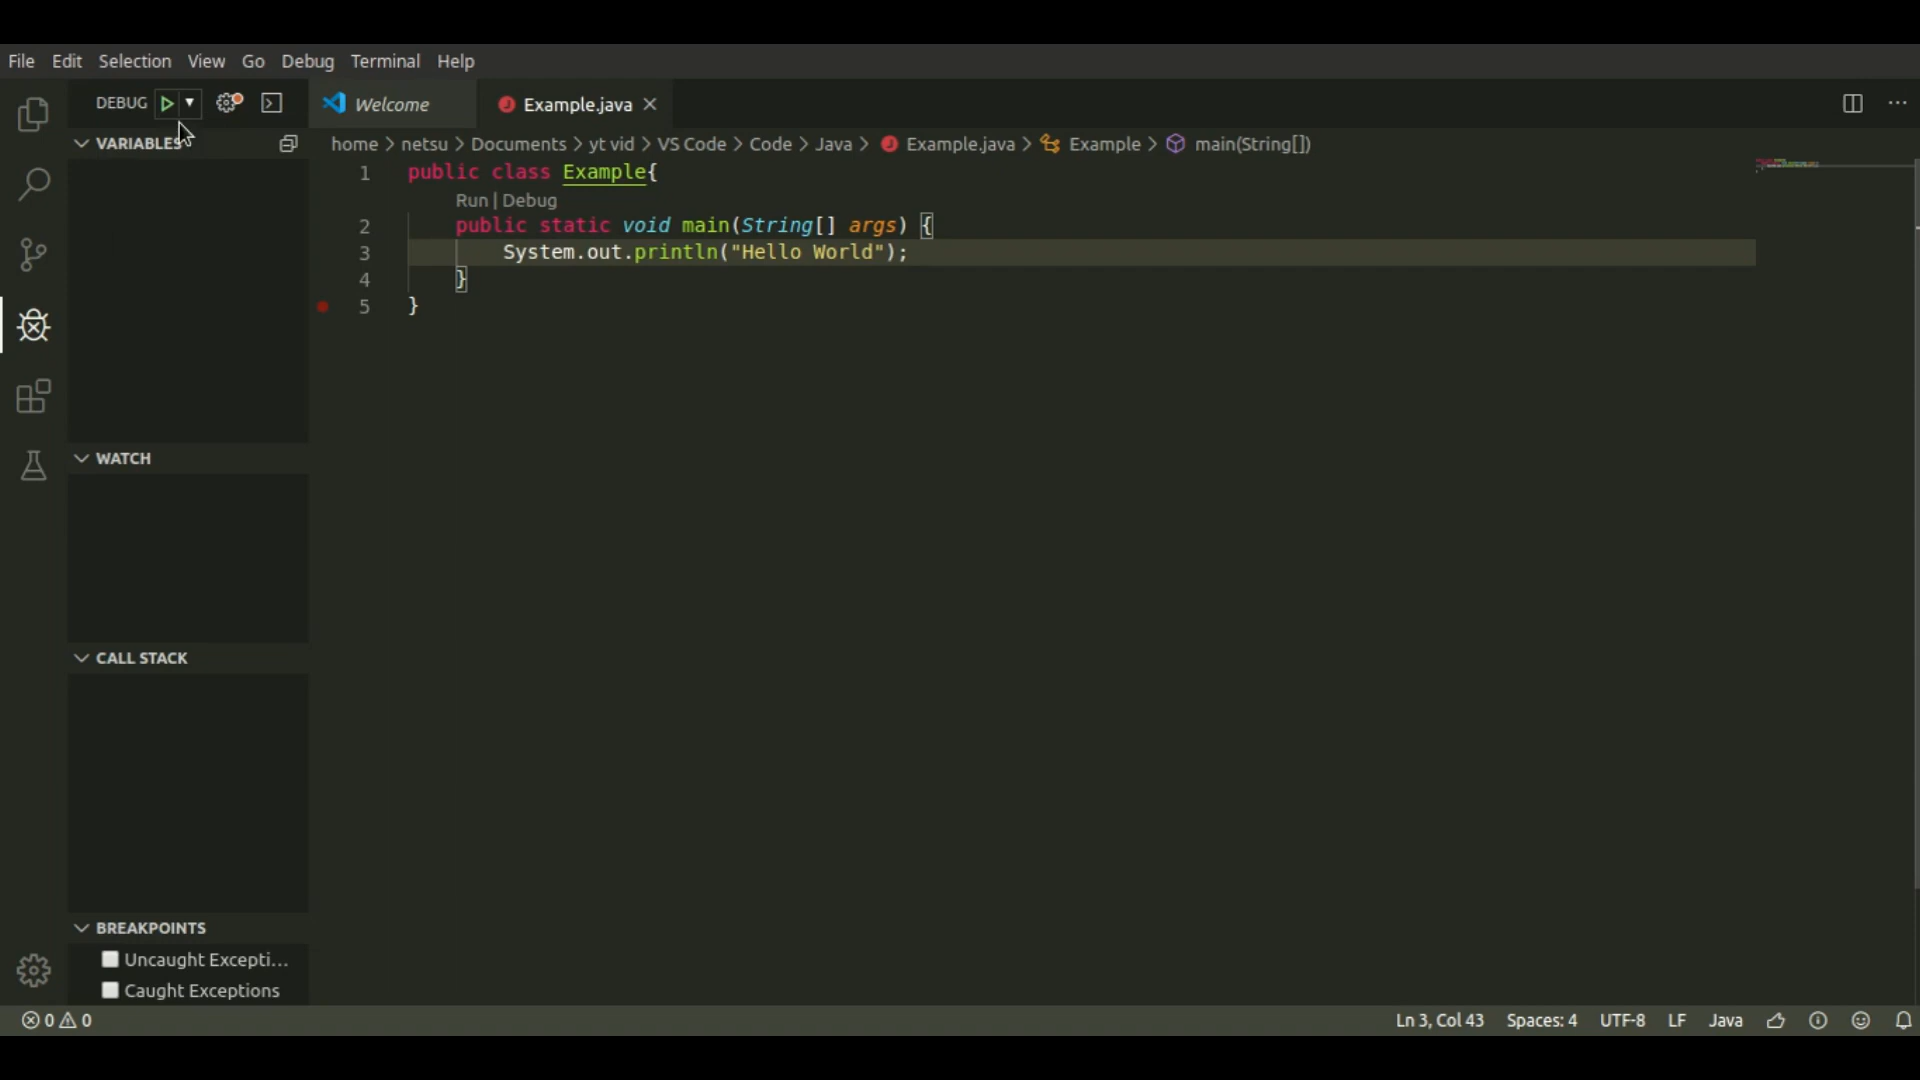 File Edit Selection View Go Debug Terminal Help
DEBUG
Welcome
Example.java
VARIABLES
home > netsu > Documents > yt vid > VS Code > Code > Java > Example.java > Example > main(String[])
1 public class Example{
Run | Debug
2 public static void main(String[] args) {
3 System.out.println("Hello World");
4 }
5 }
WATCH
CALL STACK
BREAKPOINTS
Uncaught Excepti...
Caught Exceptions
0 0
Ln 3, Col 43 Spaces: 4 UTF-8 LF Java